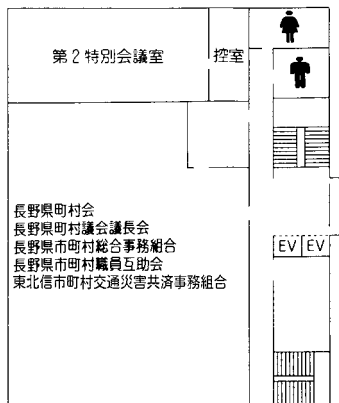 第2特別会議室
控室
長野県町村会
長野県町村議会議長会
長野県市町村総合事務組合
長野県市町村職員互助会
東北信市町村交通災害共済事務組合
EV EV